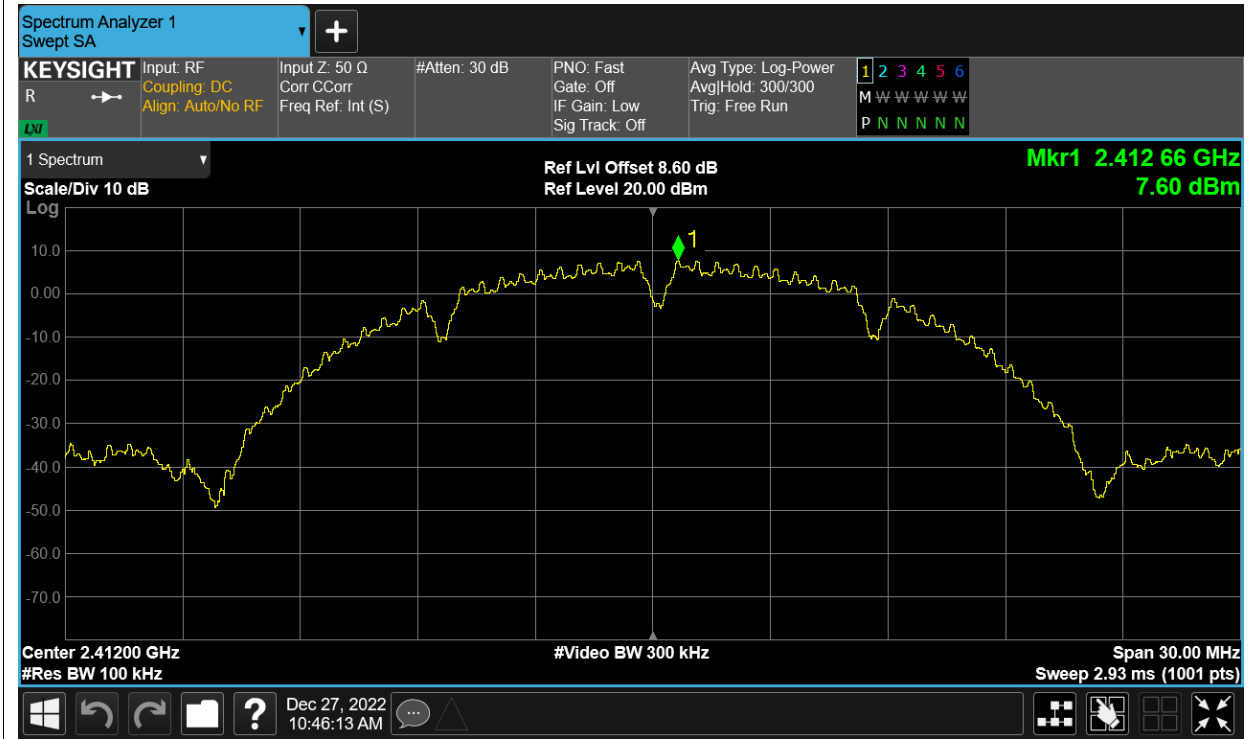 Spectrum Analyzer 1
Swept SA
+
KEYSIGHT
R
LXI
Input: RF
Coupling: DC
Align: Auto/No RF
Input Z: 50 Ω
Corr CCorr
Freq Ref: Int (S)
#Atten: 30 dB
PNO: Fast
Gate: Off
IF Gain: Low
Sig Track: Off
Avg Type: Log-Power
Avg|Hold: 300/300
Trig: Free Run
1 2 3 4 5 6
M W W W W W
P N N N N N
1 Spectrum
Ref Lvl Offset 8.60 dB
Mkr1 2.412 66 GHz
Scale/Div 10 dB
Ref Level 20.00 dBm
7.60 dBm
Log
1
10.0
0.00
-10.0
-20.0
-30.0
-40.0
-50.0
-60.0
-70.0
Center 2.41200 GHz
#Video BW 300 kHz
Span 30.00 MHz
#Res BW 100 kHz
Sweep 2.93 ms (1001 pts)
?
Dec 27, 2022
10:46:13 AM